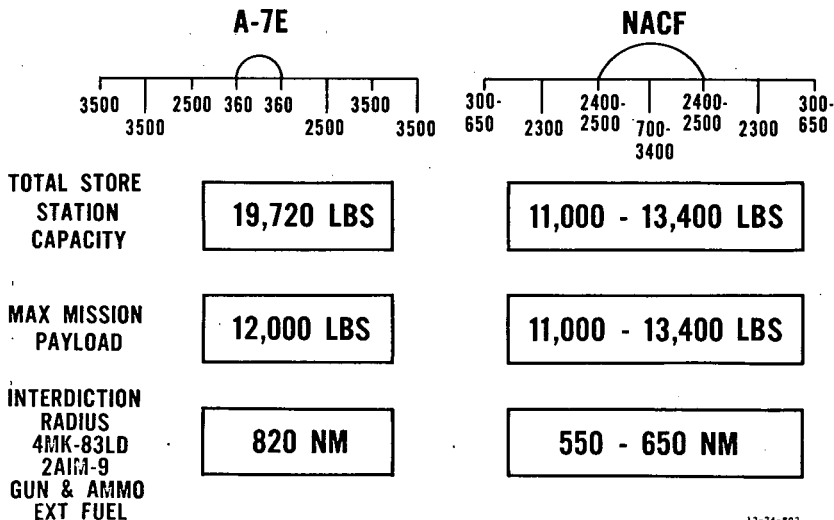 A-7E NACF
3500 2500 360 360 3500
3500 2500 3500
300- 2400- 2400- 300-
650 2300 2500 700- 2500 2300 650
3400
TOTAL STORE
STATION
CAPACITY
19,720 LBS
11,000 - 13,400 LBS
MAX MISSION
PAYLOAD
12,000 LBS
11,000 - 13,400 LBS
INTERDICTION
RADIUS
4MK-83LD
2AIM-9
GUN & AMMO
EXT FUEL
820 NM
550 - 650 NM